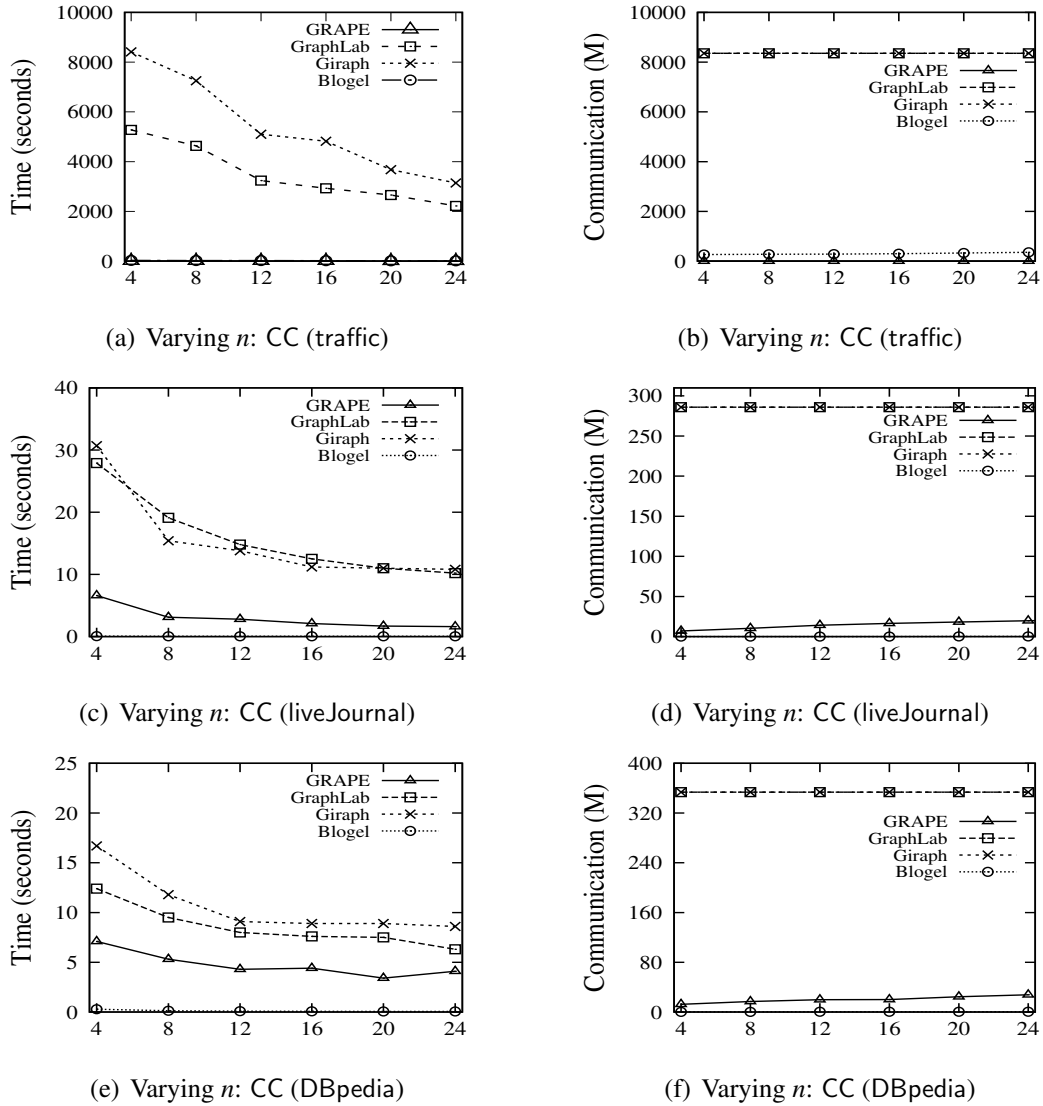 10000
8000
6000
4000
2000
0
Time (seconds)
GRAPE
GraphLab
Giraph
Blogel
4 8 12 16 20 24
(a) Varying n: CC (traffic)
10000
8000
6000
4000
2000
0
Communication (M)
GRAPE
GraphLab
Giraph
Blogel
4 8 12 16 20 24
(b) Varying n: CC (traffic)
40
30
20
10
0
Time (seconds)
GRAPE
GraphLab
Giraph
Blogel
4 8 12 16 20 24
(c) Varying n: CC (liveJournal)
300
250
200
150
100
50
0
Communication (M)
GRAPE
GraphLab
Giraph
Blogel
4 8 12 16 20 24
(d) Varying n: CC (liveJournal)
25
20
15
10
5
0
Time (seconds)
GRAPE
GraphLab
Giraph
Blogel
4 8 12 16 20 24
(e) Varying n: CC (DBpedia)
400
360
240
160
80
0
Communication (M)
GRAPE
GraphLab
Giraph
Blogel
4 8 12 16 20 24
(f) Varying n: CC (DBpedia)